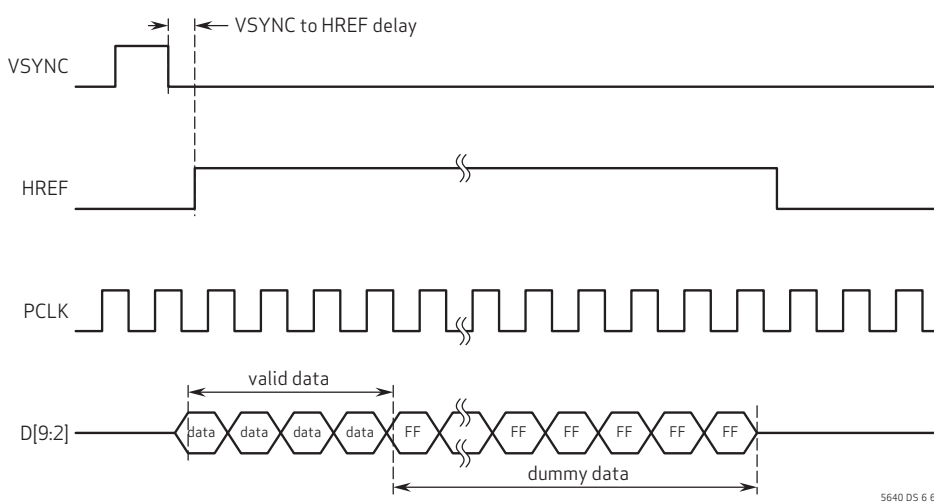 VSYNC to HREF delay
VSYNC
HREF
PCLK
valid data
D[9:2]
data data data data FF FF FF FF FF FF
dummy data
5640 DS 6 6